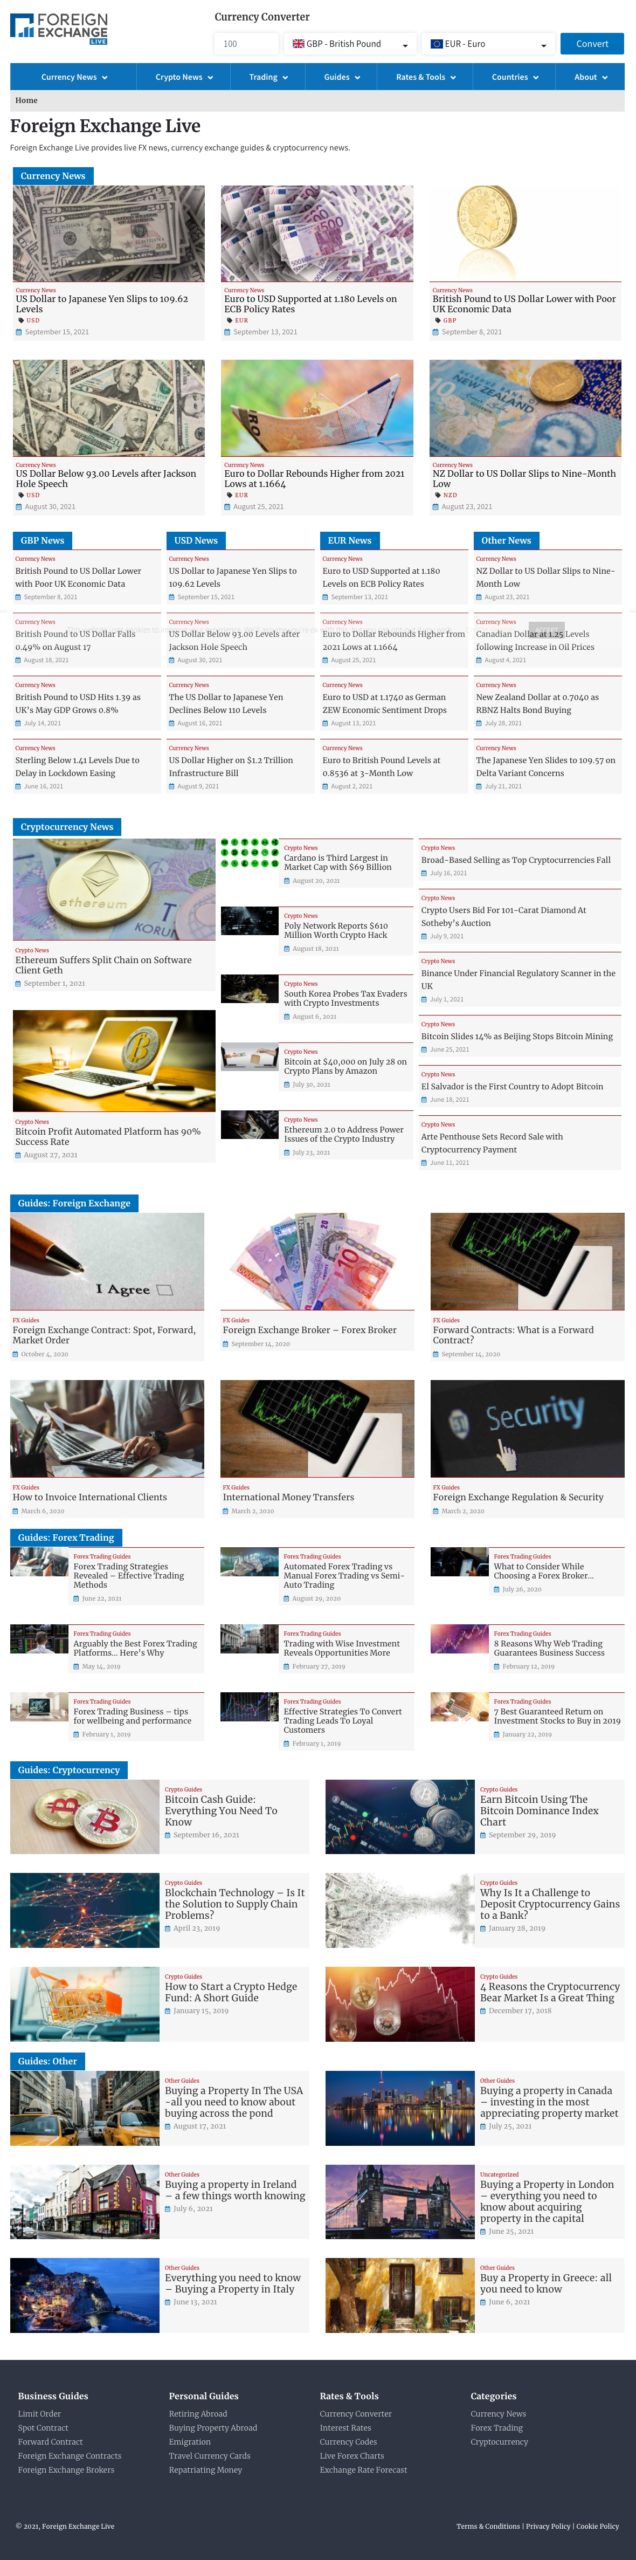 FOREIGN
EXCHANGE
LIVE
Currency Converter
100
GBP - British Pound
EUR - Euro
Convert
Currency News
Crypto News
Trading
Guides
Rates & Tools
Countries
About
Home
Foreign Exchange Live
Foreign Exchange Live provides live FX news, currency exchange guides & cryptocurrency news.
Currency News
Currency News
US Dollar to Japanese Yen Slips to 109.62
Levels
USD
September 15, 2021
Currency News
Euro to USD Supported at 1.180 Levels on
ECB Policy Rates
EUR
September 13, 2021
Currency News
British Pound to US Dollar Lower with Poor
UK Economic Data
GBP
September 8, 2021
Currency News
US Dollar Below 93.00 Levels after Jackson
Hole Speech
USD
August 30, 2021
Currency News
Euro to Dollar Rebounds Higher from 2021
Lows at 1.1664
EUR
August 25, 2021
Currency News
NZ Dollar to US Dollar Slips to Nine-Month
Low
NZD
August 23, 2021
GBP News
Currency News
British Pound to US Dollar Lower
with Poor UK Economic Data
September 8, 2021
Currency News
British Pound to US Dollar Falls
0.49% on August 17
August 18, 2021
Currency News
British Pound to USD Hits 1.39 as
UK's May GDP Grows 0.8%
July 14, 2021
Currency News
Sterling Below 1.41 Levels Due to
Delay in Lockdown Easing
June 16, 2021
USD News
Currency News
US Dollar to Japanese Yen Slips to
109.62 Levels
September 15, 2021
Currency News
US Dollar Below 93.00 Levels after
Jackson Hole Speech
August 30, 2021
Currency News
The US Dollar to Japanese Yen
Declines Below 110 Levels
August 16, 2021
Currency News
US Dollar Higher on $1.2 Trillion
Infrastructure Bill
August 9, 2021
EUR News
Currency News
Euro to USD Supported at 1.180
Levels on ECB Policy Rates
September 13, 2021
Currency News
Euro to Dollar Rebounds Higher from
2021 Lows at 1.1664
August 25, 2021
Currency News
Euro to USD at 1.1740 as German
ZEW Economic Sentiment Drops
August 13, 2021
Currency News
Euro to British Pound Levels at
0.8536 at 3-Month Low
August 2, 2021
Other News
Currency News
NZ Dollar to US Dollar Slips to Nine-
Month Low
August 23, 2021
Currency News
Canadian Dollar at 1.25 Levels
following Increase in Oil Prices
August 4, 2021
Currency News
New Zealand Dollar at 0.7040 as
RBNZ Halts Bond Buying
July 28, 2021
Currency News
The Japanese Yen Slides to 109.57 on
Delta Variant Concerns
July 21, 2021
Cryptocurrency News
ethereum
Crypto News
Ethereum Suffers Split Chain on Software
Client Geth
September 1, 2021
Crypto News
Bitcoin Profit Automated Platform has 90%
Success Rate
August 27, 2021
Crypto News
Cardano is Third Largest in
Market Cap with $69 Billion
August 20, 2021
Crypto News
Poly Network Reports $610
Million Worth Crypto Hack
August 18, 2021
Crypto News
South Korea Probes Tax Evaders
with Crypto Investments
August 6, 2021
Crypto News
Bitcoin at $40,000 on July 28 on
Crypto Plans by Amazon
July 30, 2021
Crypto News
Ethereum 2.0 to Address Power
Issues of the Crypto Industry
July 23, 2021
Crypto News
Broad-Based Selling as Top Cryptocurrencies Fall
July 16, 2021
Crypto News
Crypto Users Bid For 101-Carat Diamond At
Sotheby's Auction
July 9, 2021
Crypto News
Binance Under Financial Regulatory Scanner in the
UK
July 1, 2021
Crypto News
Bitcoin Slides 14% as Beijing Stops Bitcoin Mining
June 25, 2021
Crypto News
El Salvador is the First Country to Adopt Bitcoin
June 18, 2021
Crypto News
Arte Penthouse Sets Record Sale with
Cryptocurrency Payment
June 11, 2021
Guides: Foreign Exchange
I Agree
FX Guides
Foreign Exchange Contract: Spot, Forward,
Market Order
October 4, 2020
FX Guides
Foreign Exchange Broker – Forex Broker
September 14, 2020
FX Guides
Forward Contracts: What is a Forward
Contract?
September 14, 2020
FX Guides
How to Invoice International Clients
March 6, 2020
FX Guides
International Money Transfers
March 2, 2020
Security
FX Guides
Foreign Exchange Regulation & Security
March 2, 2020
Guides: Forex Trading
Forex Trading Guides
Forex Trading Strategies
Revealed – Effective Trading
Methods
June 22, 2021
Forex Trading Guides
Automated Forex Trading vs
Manual Forex Trading vs Semi-
Auto Trading
August 29, 2020
Forex Trading Guides
What to Consider While
Choosing a Forex Broker...
July 26, 2020
Forex Trading Guides
Arguably the Best Forex Trading
Platforms... Here's Why
May 14, 2019
Forex Trading Guides
Trading with Wise Investment
Reveals Opportunities More
February 27, 2019
Forex Trading Guides
8 Reasons Why Web Trading
Guarantees Business Success
February 12, 2019
Forex Trading Guides
Forex Trading Business – tips
for wellbeing and performance
February 1, 2019
Forex Trading Guides
Effective Strategies To Convert
Trading Leads To Loyal
Customers
February 1, 2019
Forex Trading Guides
7 Best Guaranteed Return on
Investment Stocks to Buy in 2019
January 22, 2019
Guides: Cryptocurrency
Crypto Guides
Bitcoin Cash Guide:
Everything You Need To
Know
September 16, 2021
Crypto Guides
Earn Bitcoin Using The
Bitcoin Dominance Index
Chart
September 29, 2019
Crypto Guides
Blockchain Technology – Is It
the Solution to Supply Chain
Problems?
April 23, 2019
Crypto Guides
Why Is It a Challenge to
Deposit Cryptocurrency Gains
to a Bank?
January 28, 2019
Crypto Guides
How to Start a Crypto Hedge
Fund: A Short Guide
January 15, 2019
Crypto Guides
4 Reasons the Cryptocurrency
Bear Market Is a Great Thing
December 17, 2018
Guides: Other
Other Guides
Buying a Property In The USA
-all you need to know about
buying across the pond
August 17, 2021
Other Guides
Buying a property in Canada
– investing in the most
appreciating property market
July 25, 2021
Other Guides
Buying a property in Ireland
– a few things worth knowing
July 6, 2021
Uncategorized
Buying a Property in London
– everything you need to
know about acquiring
property in the capital
June 25, 2021
Other Guides
Everything you need to know
– Buying a Property in Italy
June 13, 2021
Other Guides
Buy a Property in Greece: all
you need to know
June 6, 2021
Business Guides
Limit Order
Spot Contract
Forward Contract
Foreign Exchange Contracts
Foreign Exchange Brokers
Personal Guides
Retiring Abroad
Buying Property Abroad
Emigration
Travel Currency Cards
Repatriating Money
Rates & Tools
Currency Converter
Interest Rates
Currency Codes
Live Forex Charts
Exchange Rate Forecast
Categories
Currency News
Forex Trading
Cryptocurrency
© 2021, Foreign Exchange Live
Terms & Conditions | Privacy Policy | Cookie Policy